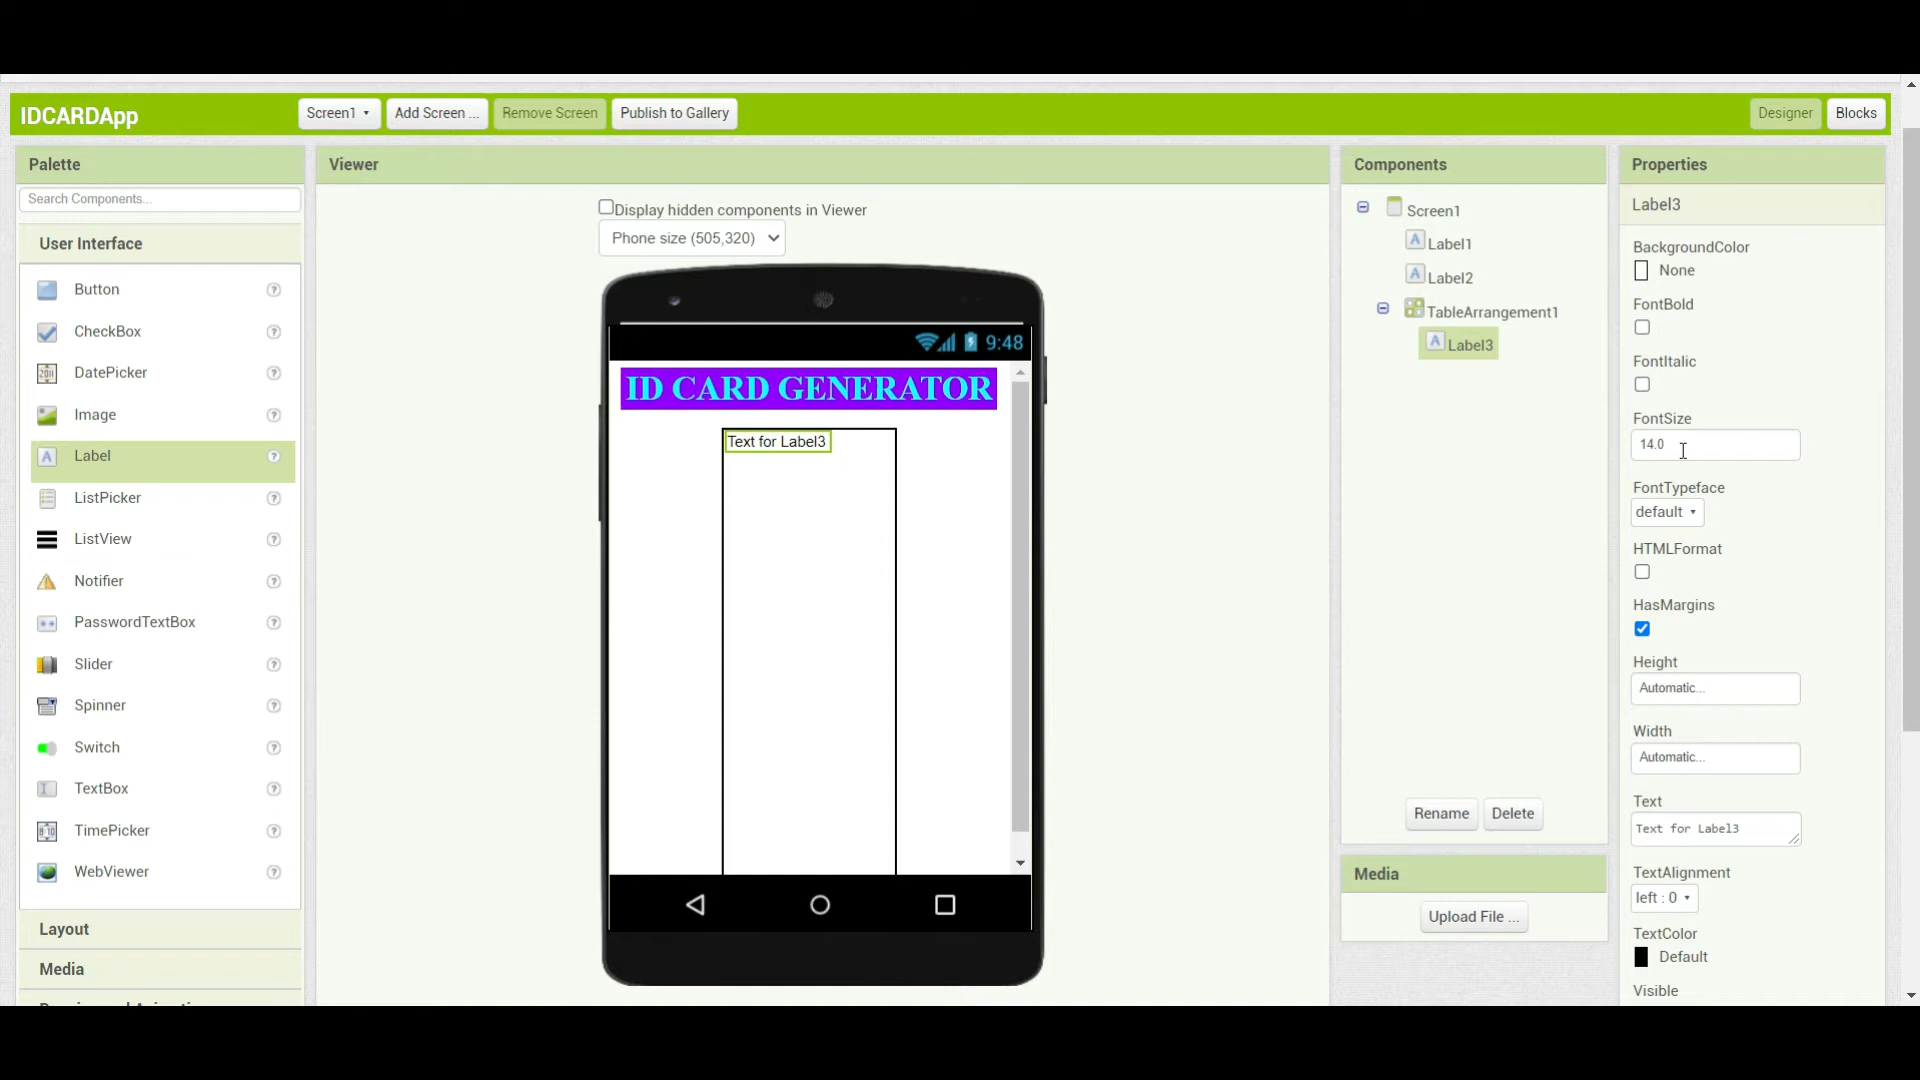 IDCARDApp
Screen1
Add Screen ...
Remove Screen
Publish to Gallery
Designer
Blocks
Palette
Search Components...
User Interface
Button
CheckBox
DatePicker
Image
Label
ListPicker
ListView
Notifier
PasswordTextBox
Slider
Spinner
Switch
TextBox
TimePicker
WebViewer
Layout
Media
Viewer
Display hidden components in Viewer
Phone size (505,320)
9:48
ID CARD GENERATOR
Text for Label3
Components
Screen1
Label1
Label2
TableArrangement1
Label3
Rename
Delete
Media
Upload File ...
Properties
Label3
BackgroundColor
None
FontBold
FontItalic
FontSize
14.0
FontTypeface
default
HTMLFormat
HasMargins
Height
Automatic...
Width
Automatic...
Text
Text for Label3
TextAlignment
left : 0
TextColor
Default
Visible